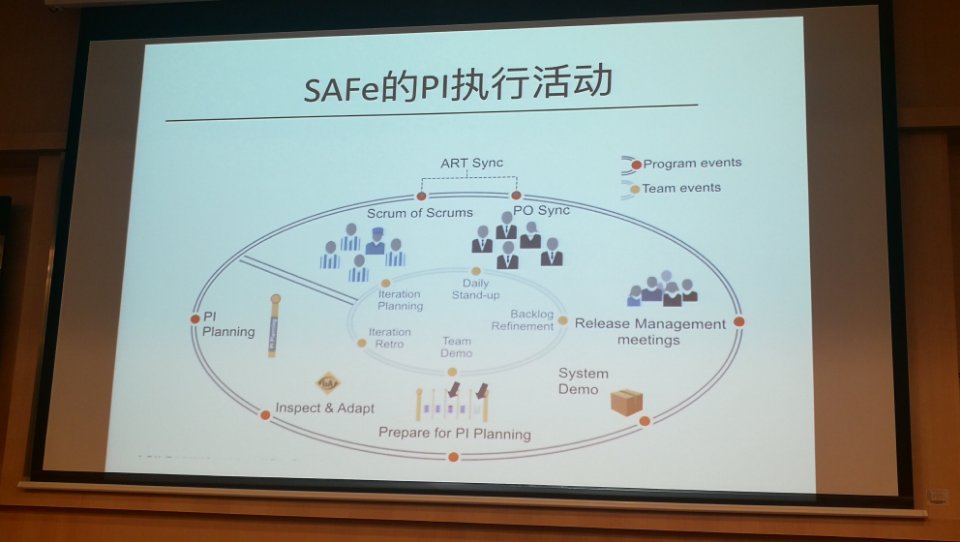 SAFe的PI执行活动
ART Sync
Program events
Team events
Scrum of Scrums
PO Sync
Iteration
Planning
Daily
Stand-up
Backlog
Refinement
Release Management
meetings
PI
Planning
PI Planning
Iteration
Retro
Team
Demo
System
Demo
I&A
Inspect & Adapt
Prepare for PI Planning